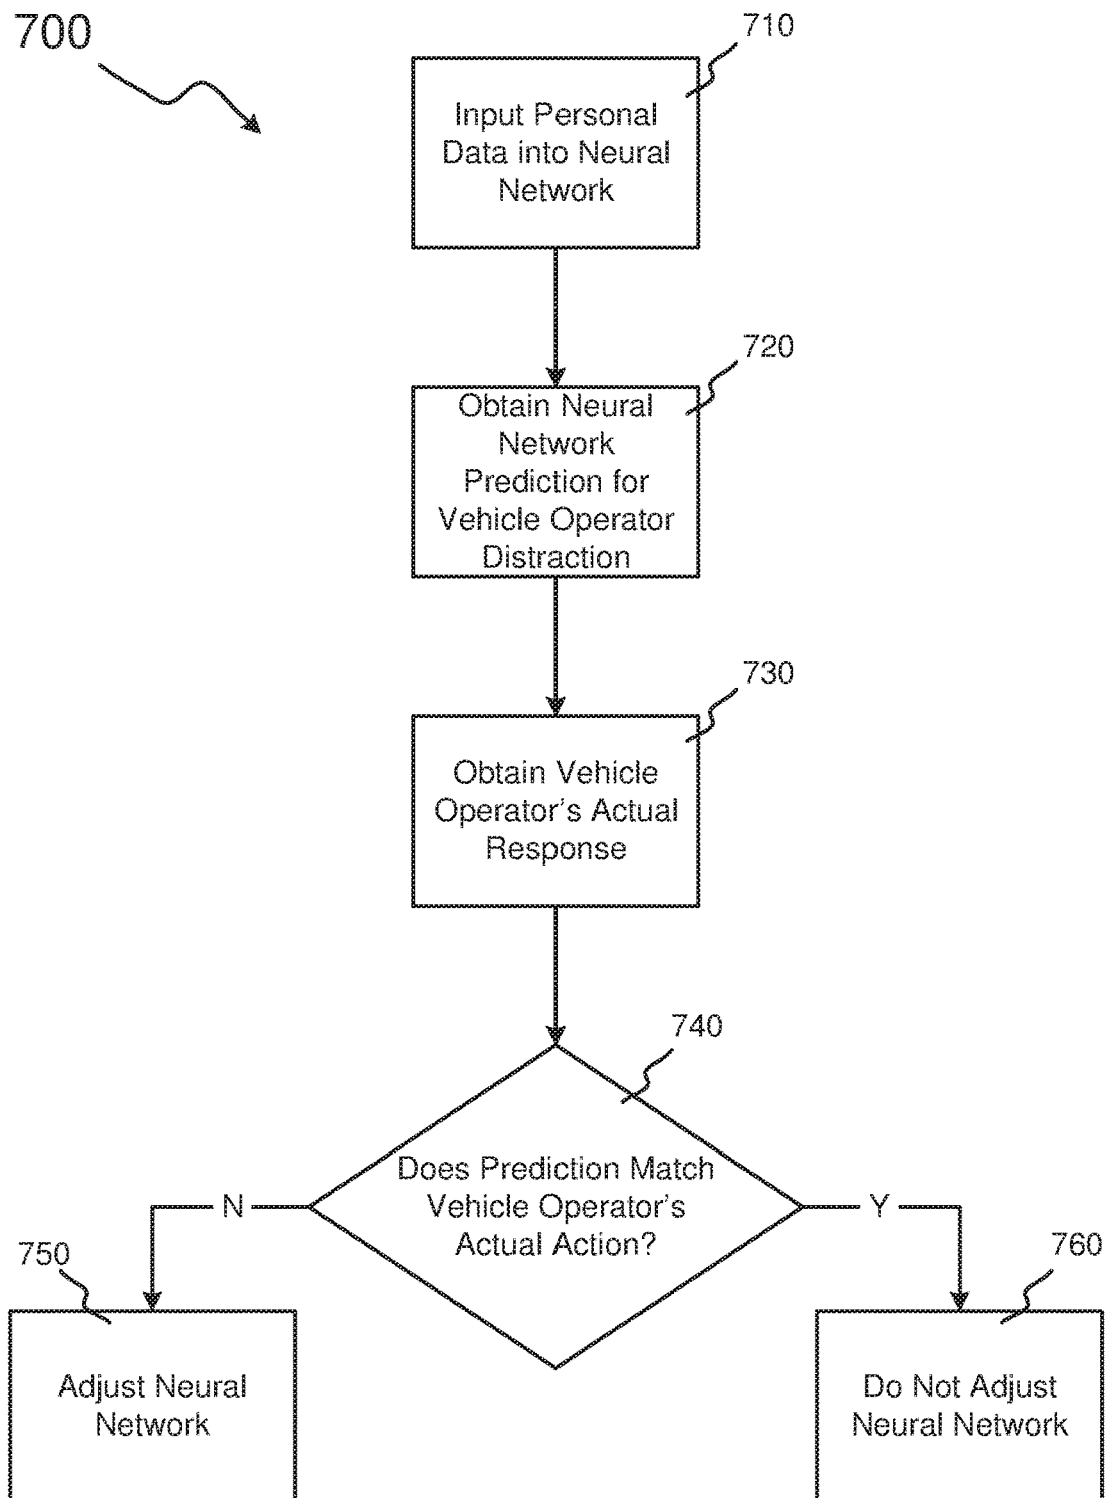 700
710
Input Personal
Data into Neural
Network
720
Obtain Neural
Network
Prediction for
Vehicle Operator
Distraction
730
Obtain Vehicle
Operator's Actual
Response
740
Does Prediction Match
Vehicle Operator's
Actual Action?
N
Y
750
Adjust Neural
Network
760
Do Not Adjust
Neural Network